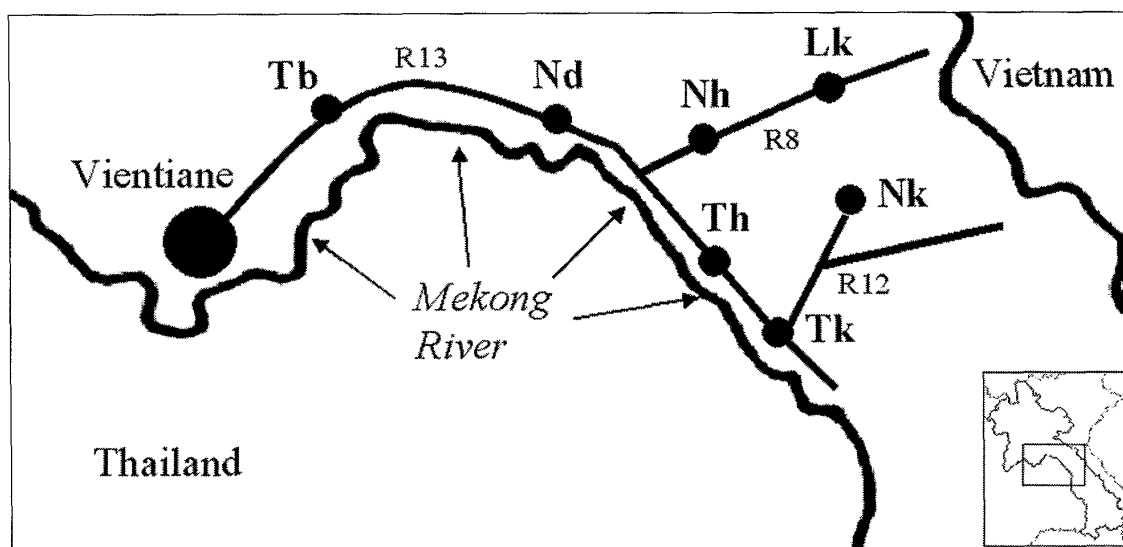 Lk
R13
Vietnam
Tb
Nd
Nh
R8
Vientiane
Nk
Th
R12
Mekong
River
Tk
Thailand